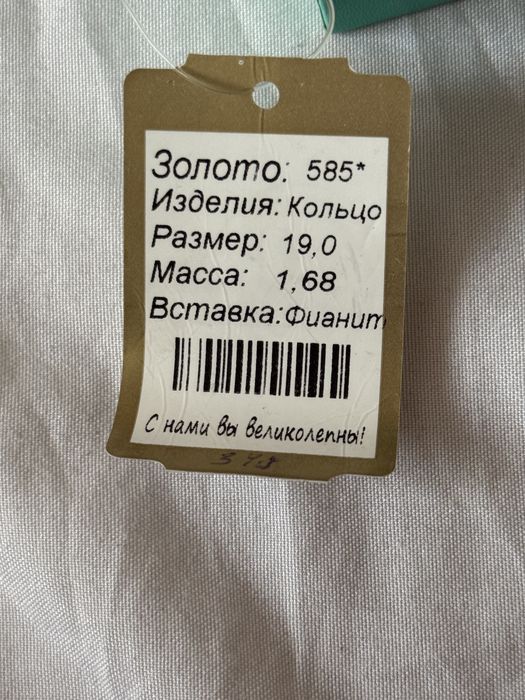 Золото: 585*
Изделия: Кольцо
Размер: 19,0
Масса: 1,68
Вставка:Фианит
С нами вы великолепны!